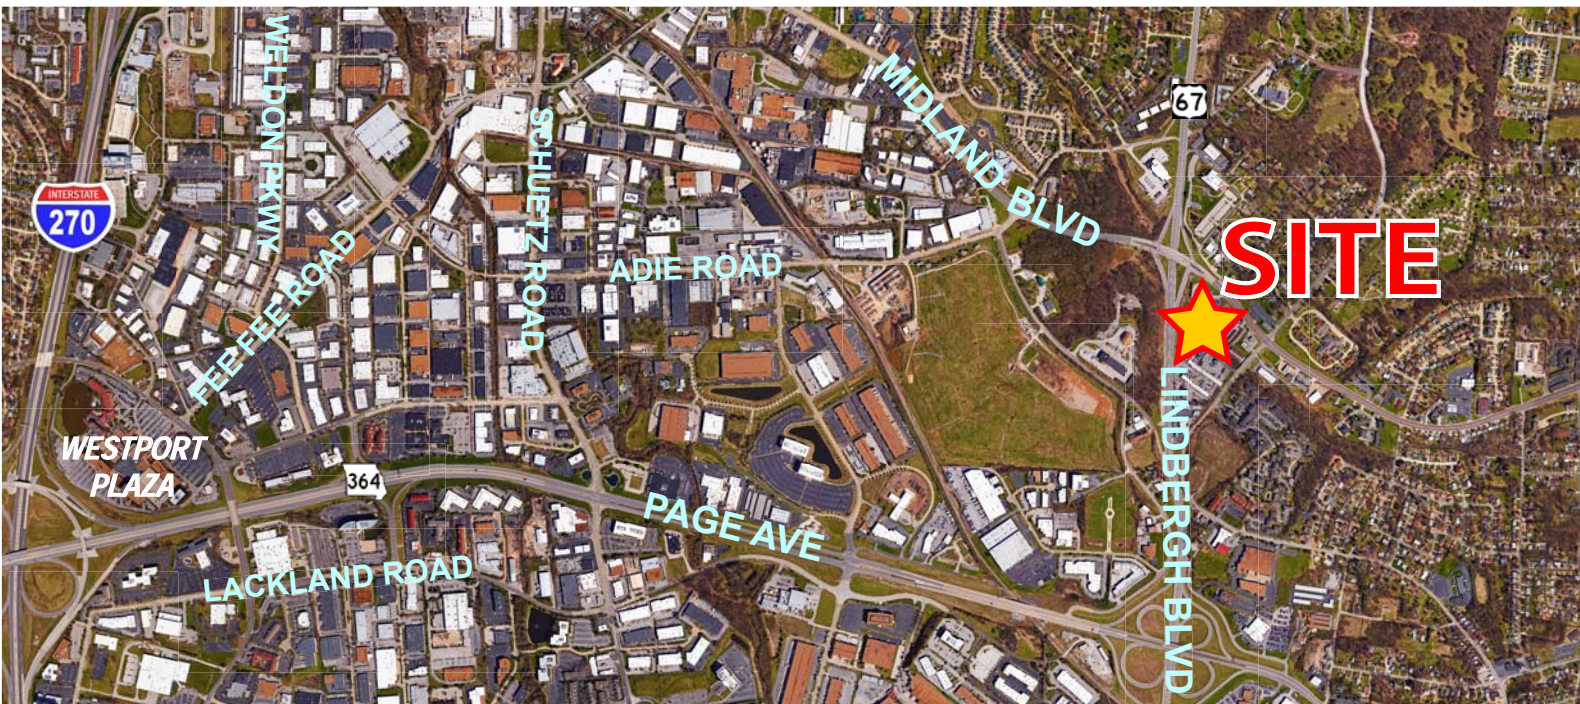 WELDON PKWY
SCHUETZ ROAD
MIDLAND BLVD
67
INTERSTATE
270
SITE
ADIE ROAD
FEE FEE ROAD
WESTPORT
PLAZA
364
PAGE AVE
LACKLAND ROAD
LINDBERGH BLVD